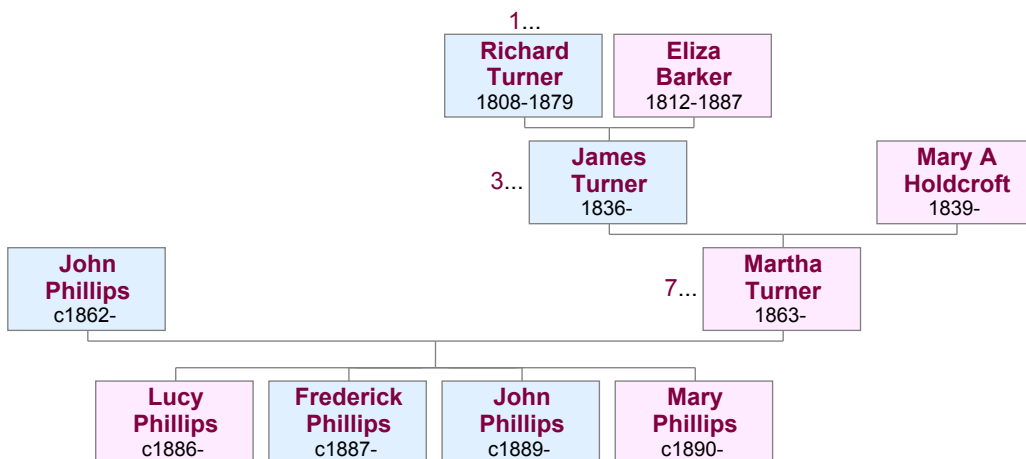 1...
Richard
Turner
1808-1879
Eliza
Barker
1812-1887
3...
James
Turner
1836-
Mary A
Holdcroft
1839-
John
Phillips
c1862-
7...
Martha
Turner
1863-
Lucy
Phillips
c1886-
Frederick
Phillips
c1887-
John
Phillips
c1889-
Mary
Phillips
c1890-